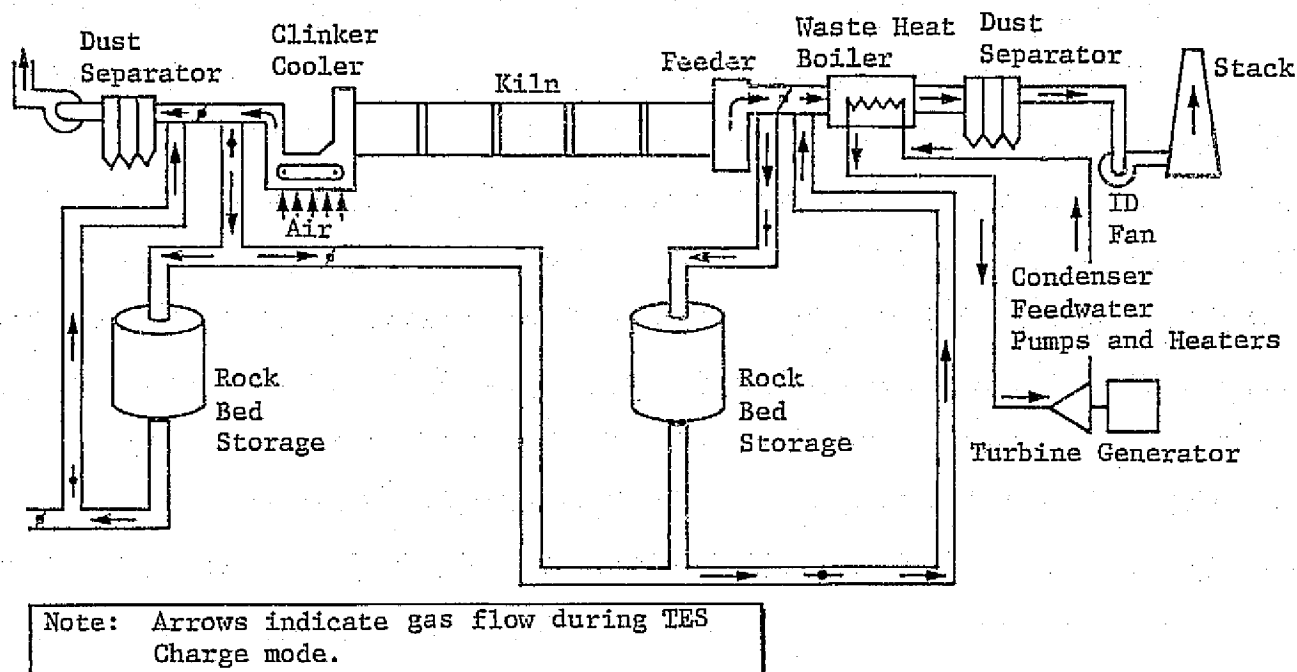 Dust
Separator
Clinker
Cooler
Kiln
Feeder
Waste Heat
Boiler
Dust
Separator
Stack
Air
ID
Fan
Condenser
Feedwater
Pumps and Heaters
Rock
Bed
Storage
Rock
Bed
Storage
Turbine Generator
Note: Arrows indicate gas flow during TES
Charge mode.